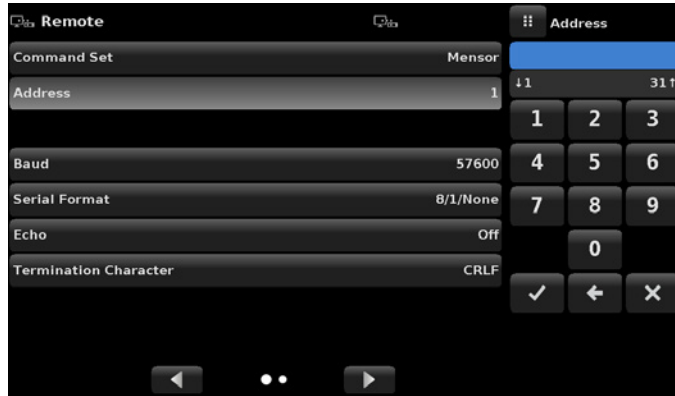 Remote
Command Set Mensor
Address 1
Baud 57600
Serial Format 8/1/None
Echo Off
Termination Character CRLF
Address
↓1 31↑
1 2 3
4 5 6
7 8 9
0